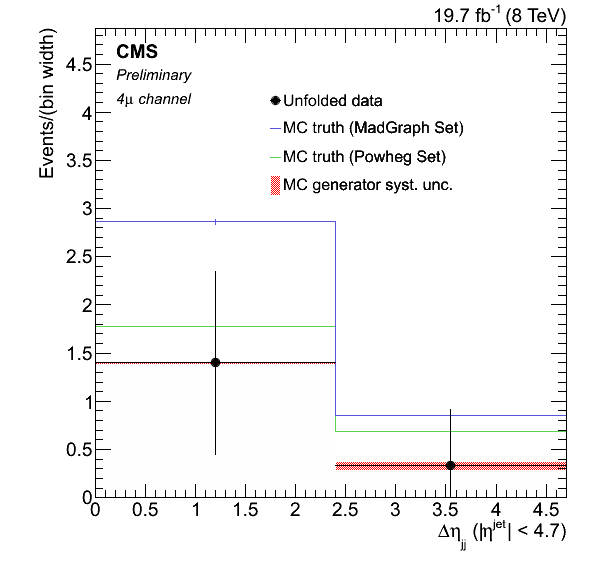 19.7 fb⁻¹ (8 TeV)
CMS
Preliminary
4μ channel
Unfolded data
MC truth (MadGraph Set)
MC truth (Powheg Set)
MC generator syst. unc.
Events/(bin width)
4.5
4
3.5
3
2.5
2
1.5
1
0.5
0
0 0.5 1 1.5 2 2.5 3 3.5 4 4.5
Δη_jj (|η^jet| < 4.7)